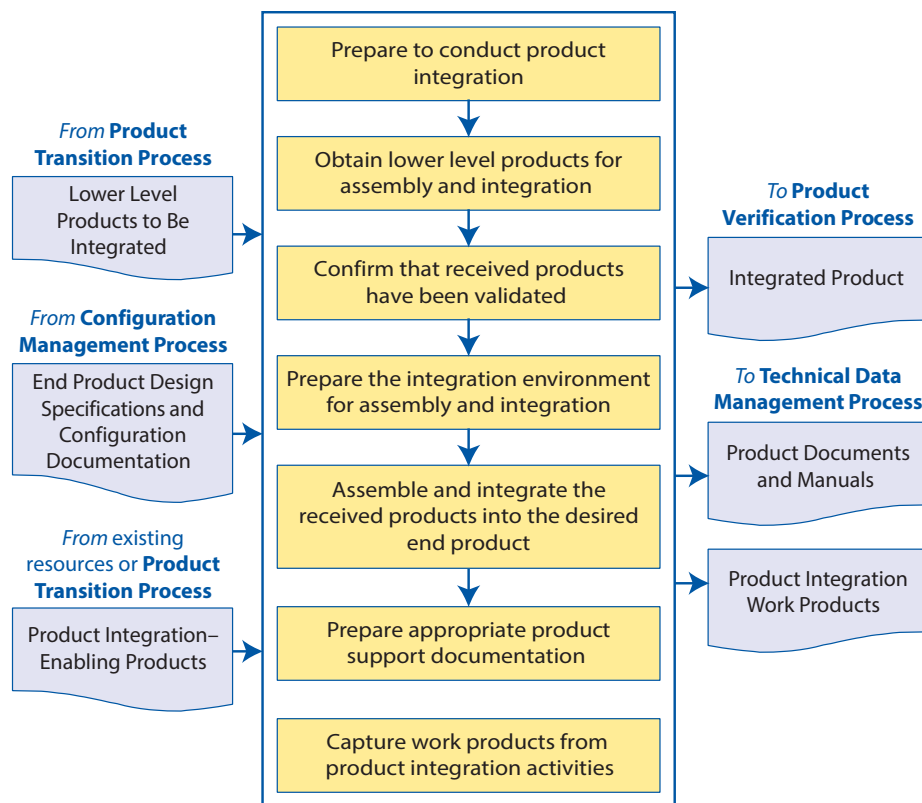 Prepare to conduct product
integration
Obtain lower level products for
assembly and integration
Confirm that received products
have been validated
Prepare the integration environment
for assembly and integration
Assemble and integrate the
received products into the desired
end product
Prepare appropriate product
support documentation
Capture work products from
product integration activities
From Product
Transition Process
Lower Level
Products to Be
Integrated
From Configuration
Management Process
End Product Design
Specifications and
Configuration
Documentation
From existing
resources or Product
Transition Process
Product Integration–
Enabling Products
To Product
Verification Process
Integrated Product
To Technical Data
Management Process
Product Documents
and Manuals
Product Integration
Work Products